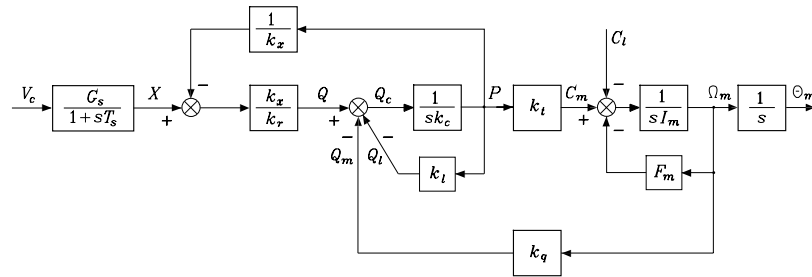 1
k_x
C_l
V_c
G_s
1+sT_s
X
−
+
k_x
k_r
Q
+
−
−
Q_c
1
sk_c
P
k_t
C_m
+
−
−
1
sI_m
Ω_m
1
s
Θ_m
Q_m
Q_l
k_l
F_m
k_q